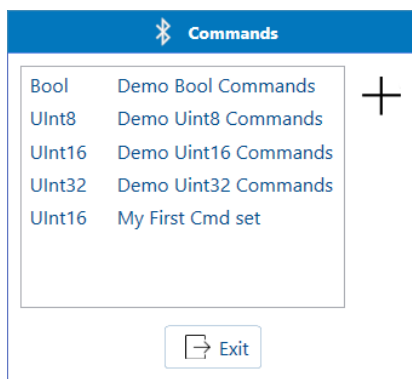 Commands
Bool Demo Bool Commands
UInt8 Demo Uint8 Commands
UInt16 Demo Uint16 Commands
UInt32 Demo Uint32 Commands
UInt16 My First Cmd set
Exit